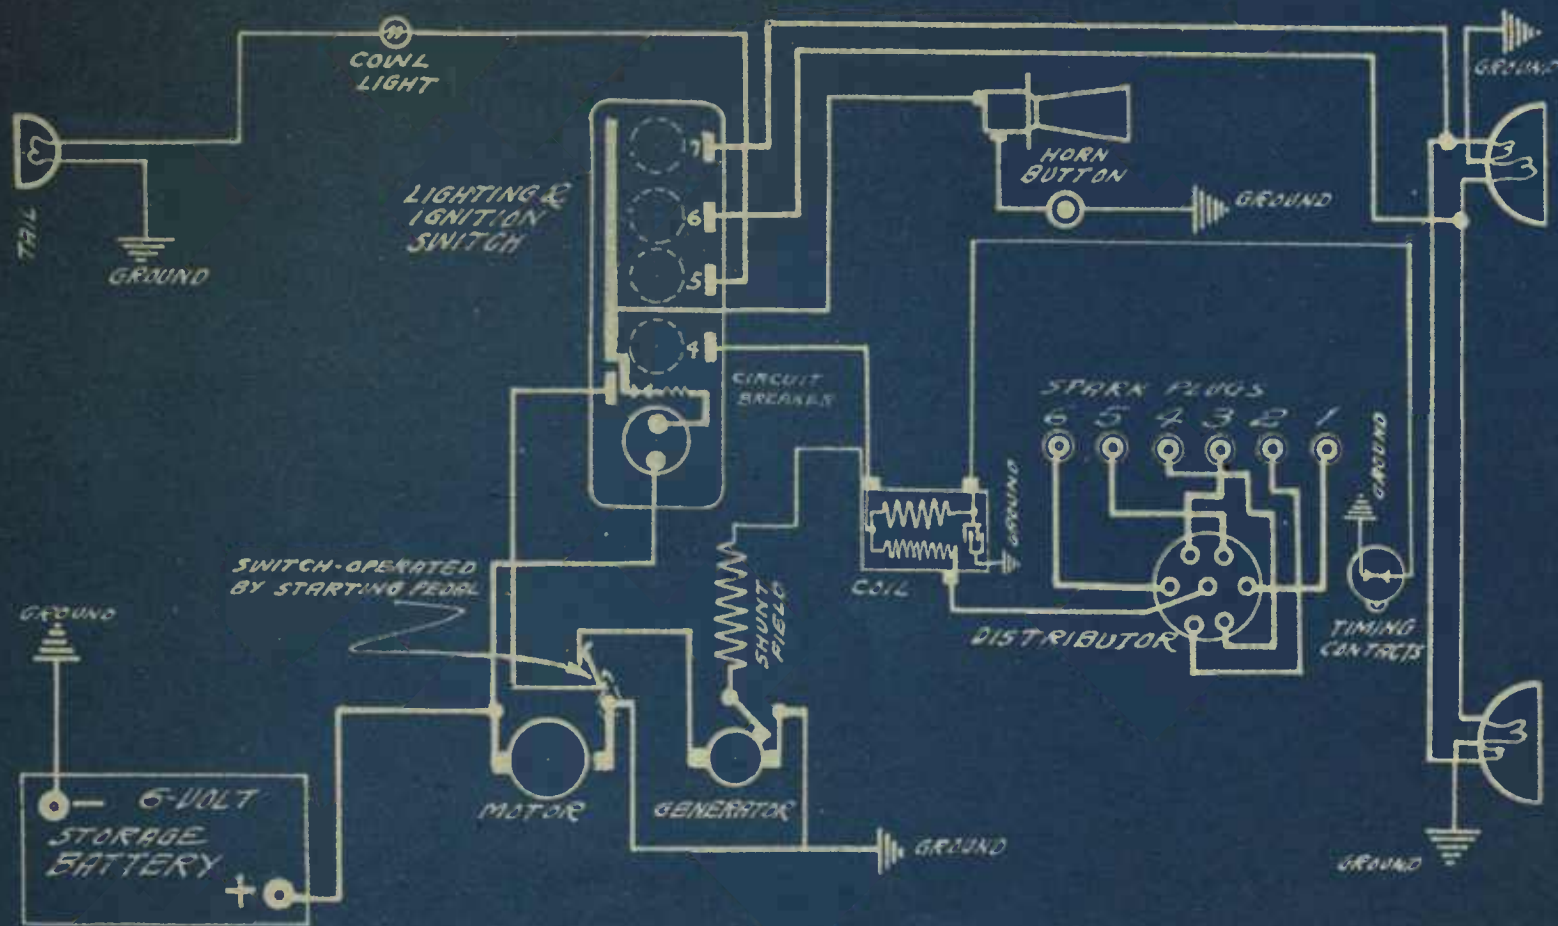 COWL
LIGHT
GROUND
TAIL
GROUND
LIGHTING &
IGNITION
SWITCH
7
6
5
4
HORN
BUTTON
GROUND
CIRCUIT
BREAKER
SPARK PLUGS
6 5 4 3 2 1
GROUND
GROUND
COIL
DISTRIBUTOR
TIMING
CONTACTS
SWITCH-OPERATED
BY STARTING PEDAL
SHUNT
FIELD
GROUND
MOTOR
GENERATOR
GROUND
- 6-VOLT
STORAGE
BATTERY
+
GROUND